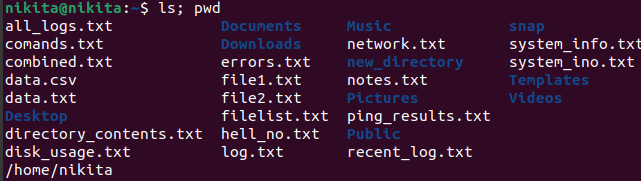 nikita@nikita:~$ ls; pwd
all_logs.txt Documents Music snap
comands.txt Downloads network.txt system_info.txt
combined.txt errors.txt new_directory system_ino.txt
data.csv file1.txt notes.txt Templates
data.txt file2.txt Pictures Videos
Desktop filelist.txt ping_results.txt
directory_contents.txt hell_no.txt Public
disk_usage.txt log.txt recent_log.txt
/home/nikita